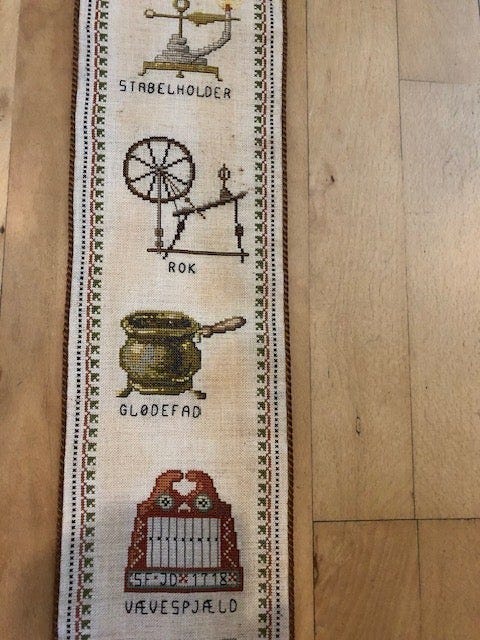 STABELHOLDER
ROK
GLØDEFAD
SF JD 1718
VÆVESPJÆLD